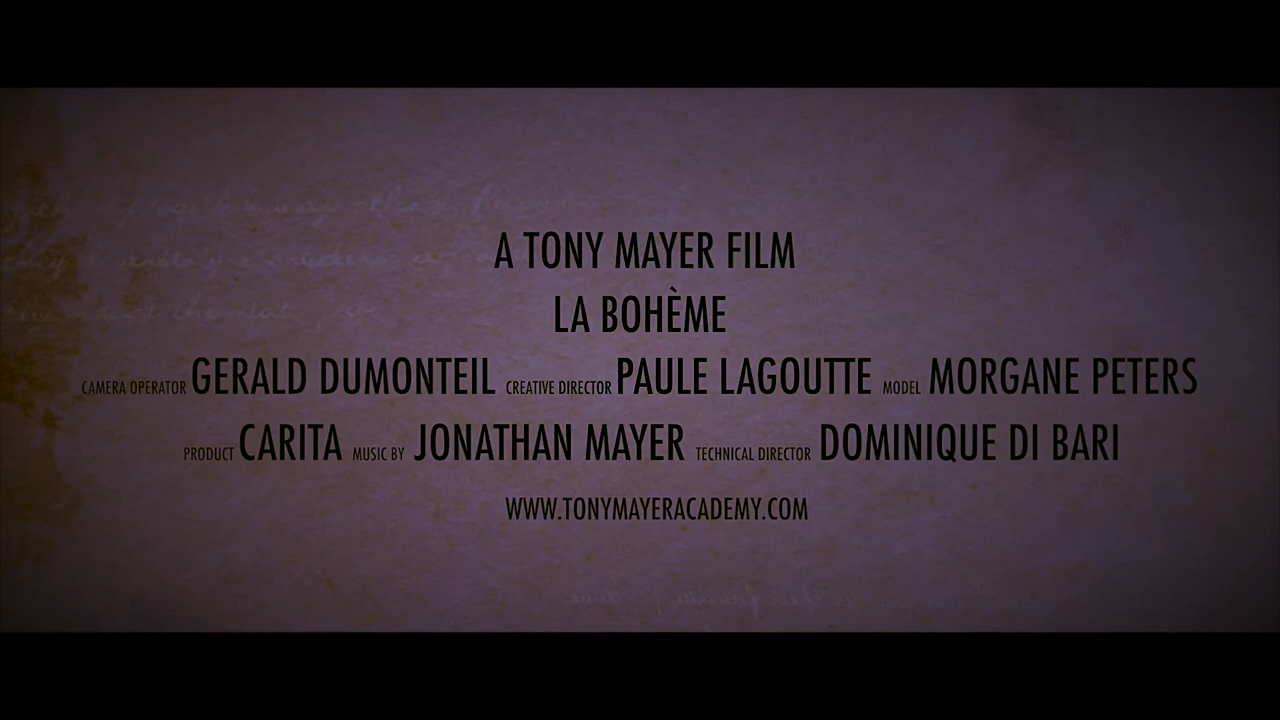 A TONY MAYER FILM
LA BOHÈME
CAMERA OPERATOR GERALD DUMONTEIL CREATIVE DIRECTOR PAULE LAGOUTTE MODEL MORGANE PETERS
PRODUCT CARITA MUSIC BY JONATHAN MAYER TECHNICAL DIRECTOR DOMINIQUE DI BARI
WWW.TONYMAYERACADEMY.COM